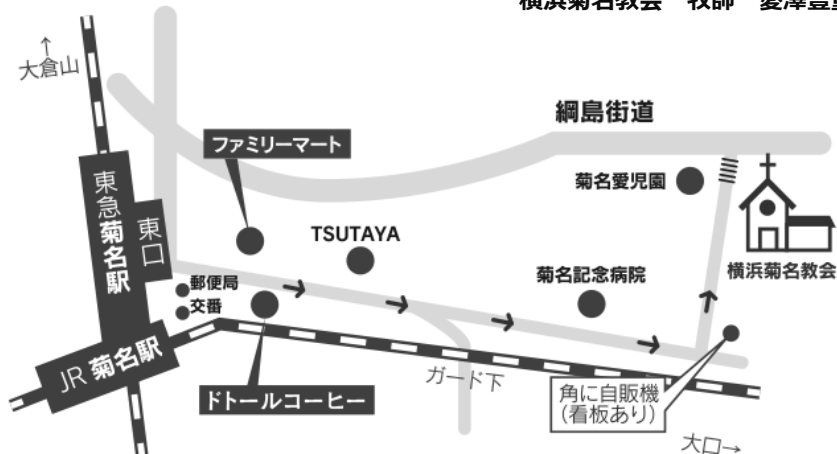 横浜菊名教会 牧師
↑
大倉山
綱島街道
ファミリーマート
東急菊名駅
東口
TSUTAYA
菊名愛児園
横浜菊名教会
郵便局
交番
菊名記念病院
JR 菊名駅
ドトールコーヒー
ガード下
角に自販機
(看板あり)
大口→